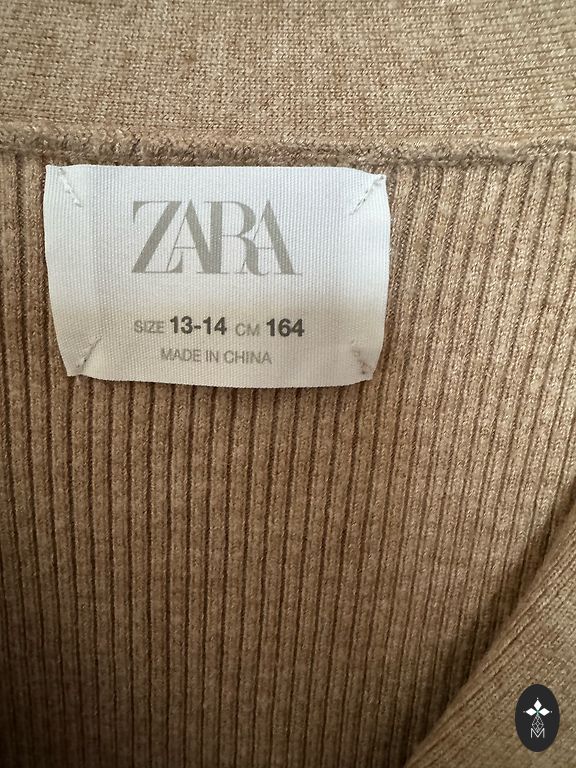 ZARA
SIZE 13-14 CM 164
MADE IN CHINA
M